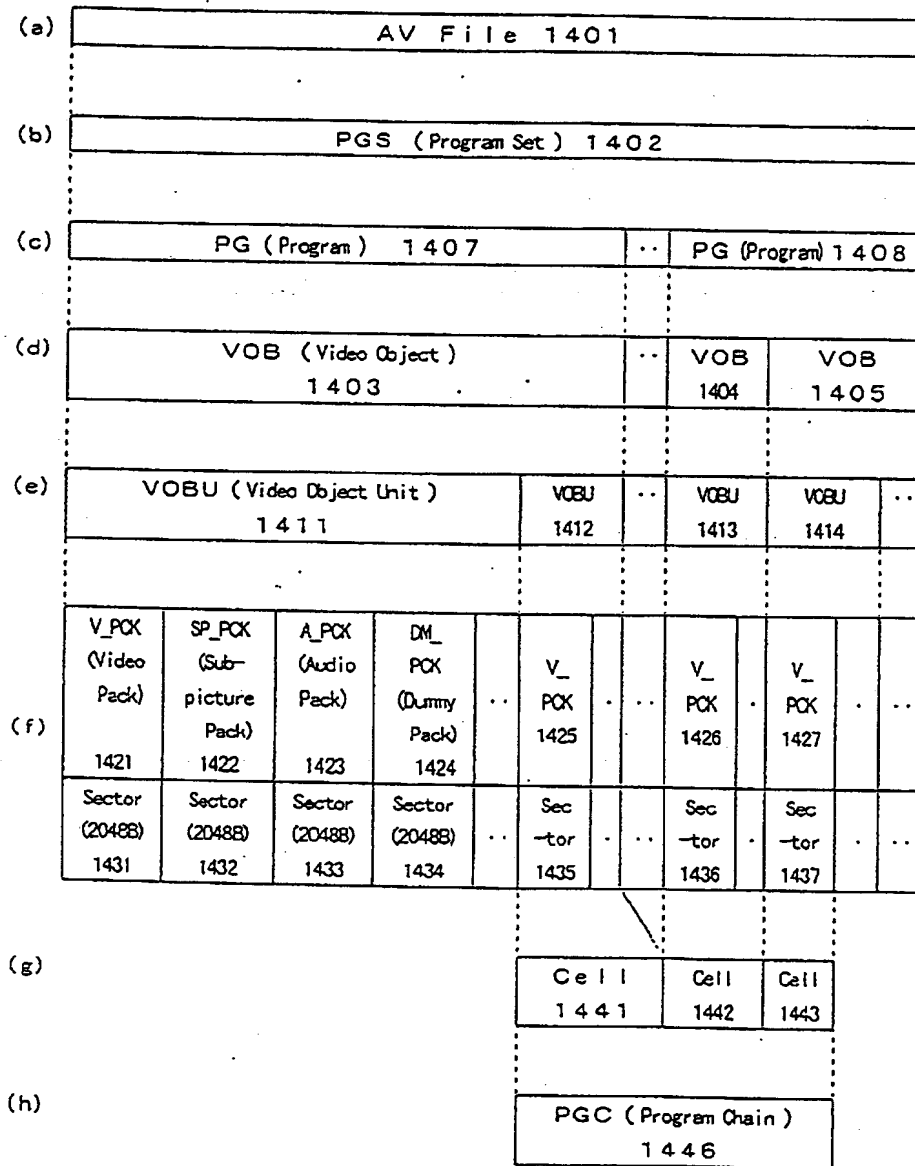 (a) AV File 1401
(b) PGS (Program Set) 1402
(c) PG (Program) 1407 ·· PG (Program) 1408
(d) VOB (Video Object) ·· VOB VOB
1403 1404 1405
(e) VOBU (Video Object Unit) VOBU ·· VOBU VOBU ··
1411 1412 1413 1414
V_PCK SP_PCK A_PCK DM_
(Video (Sub- (Audio PCK V_ V_ V_
Pack) picture Pack) (Dummy ·· PCK · ·· PCK · PCK · ··
(f) Pack) Pack) 1425 1426 1427
1421 1422 1423 1424
Sector Sector Sector Sector Sec Sec Sec
(2048B) (2048B) (2048B) (2048B) ·· -tor · ·· -tor · -tor · ··
1431 1432 1433 1434 1435 1436 1437
(g) Cell Cell Cell
1441 1442 1443
(h) PGC (Program Chain)
1446